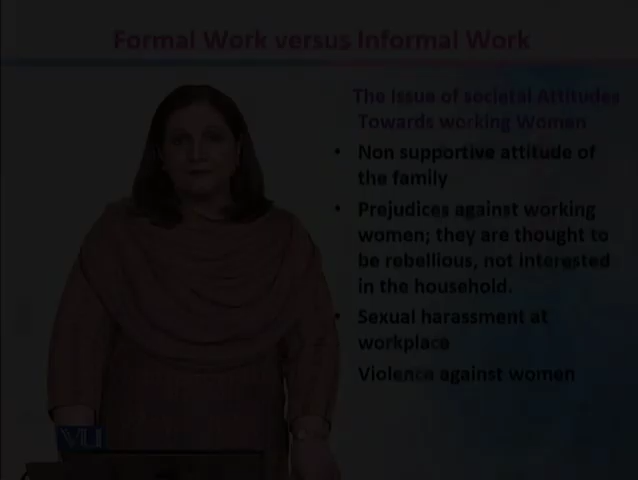 Formal Work versus Informal Work
The Issue of societal Attitudes
Towards working Women
• Non supportive attitude of
the family
• Prejudices against working
women; they are thought to
be rebellious, not interested
in the household.
• Sexual harassment at
workplace
Violence against women
VU